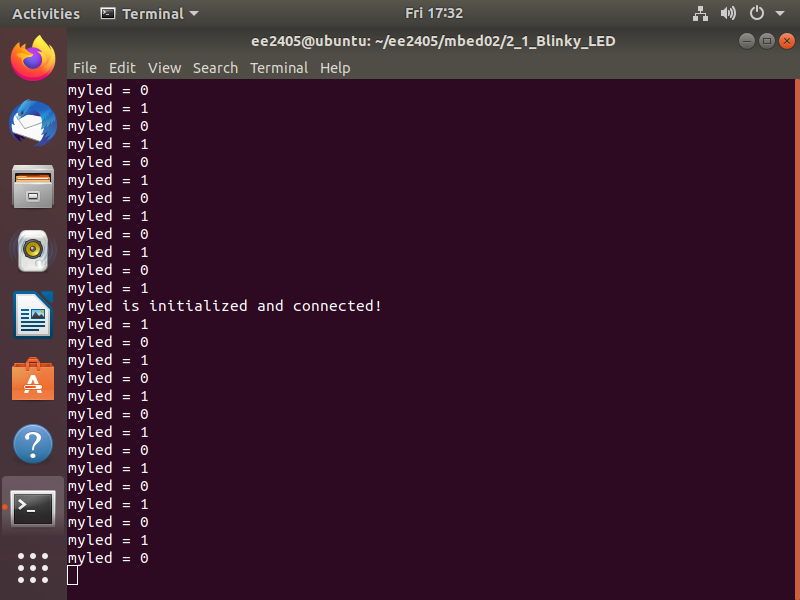 Activities Terminal Fri 17:32
ee2405@ubuntu: ~/ee2405/mbed02/2_1_Blinky_LED
File Edit View Search Terminal Help
myled = 0
myled = 1
myled = 0
myled = 1
myled = 0
myled = 1
myled = 0
myled = 1
myled = 0
myled = 1
myled = 0
myled = 1
myled is initialized and connected!
myled = 1
myled = 0
myled = 1
myled = 0
myled = 1
myled = 0
myled = 1
myled = 0
myled = 1
myled = 0
myled = 1
myled = 0
myled = 1
myled = 0